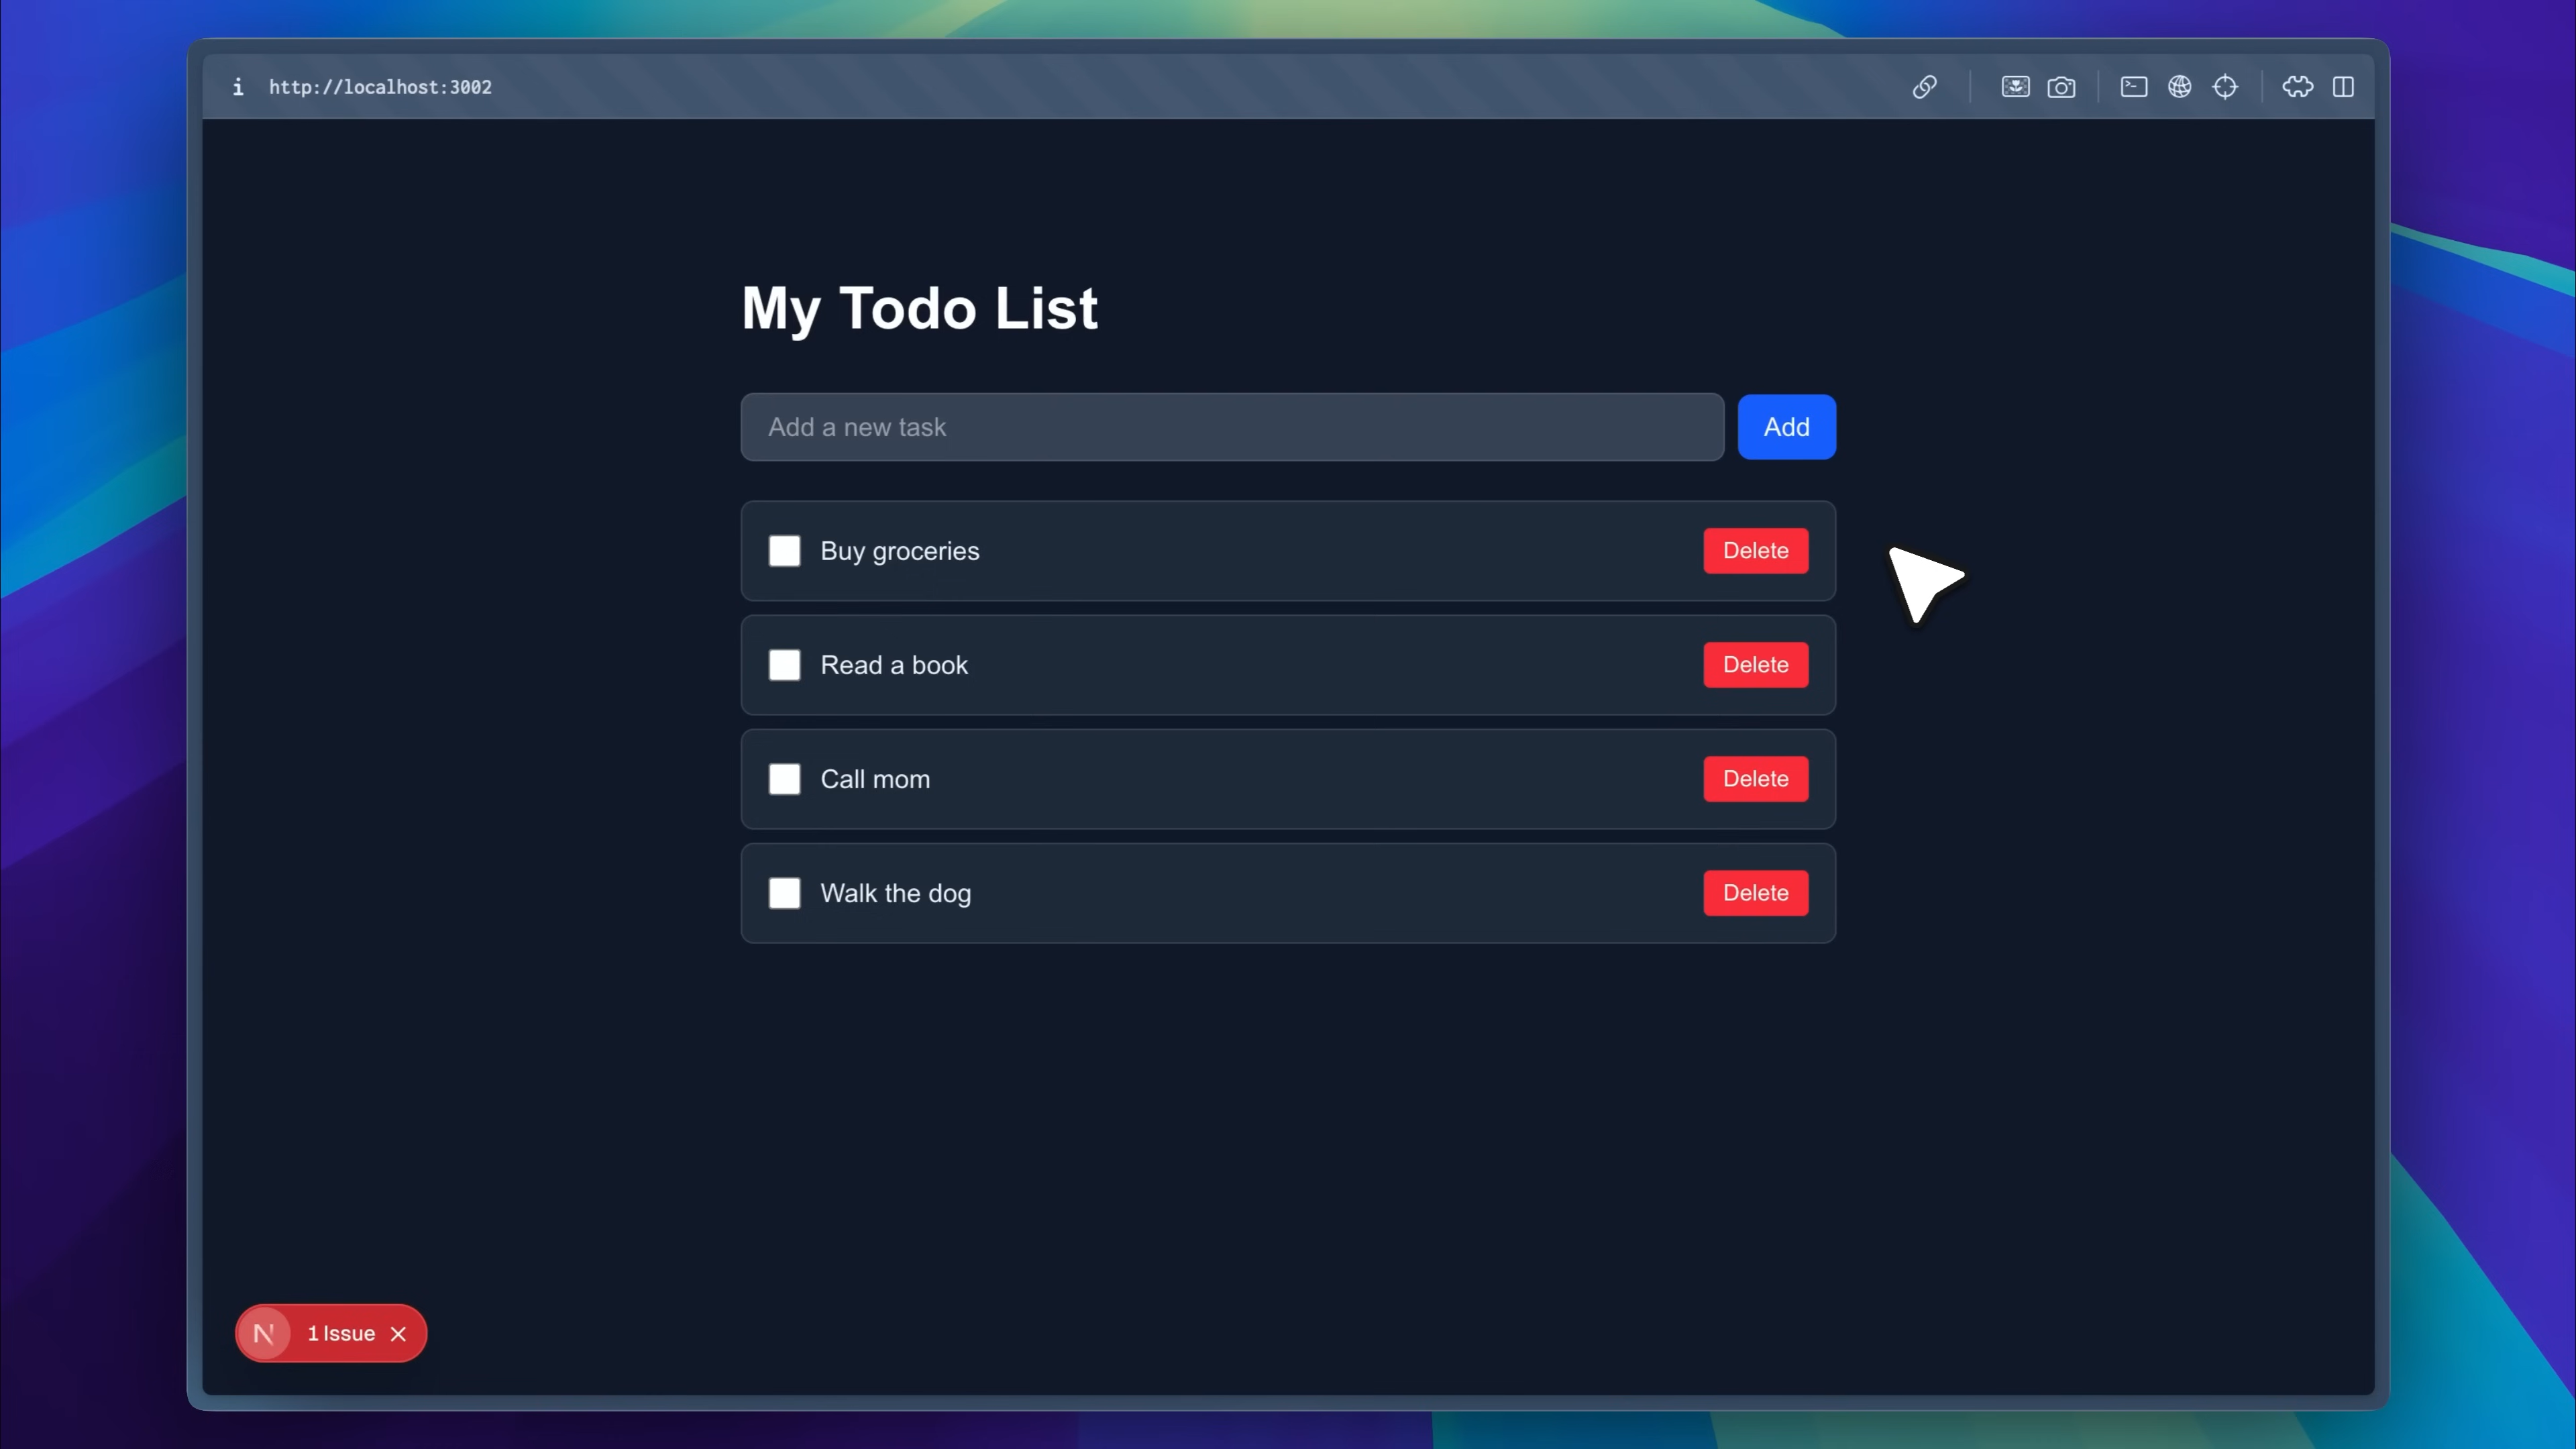 http://localhost:3002
My Todo List
Add a new task
Add
Buy groceries
Delete
Read a book
Delete
Call mom
Delete
Walk the dog
Delete
N
1 Issue